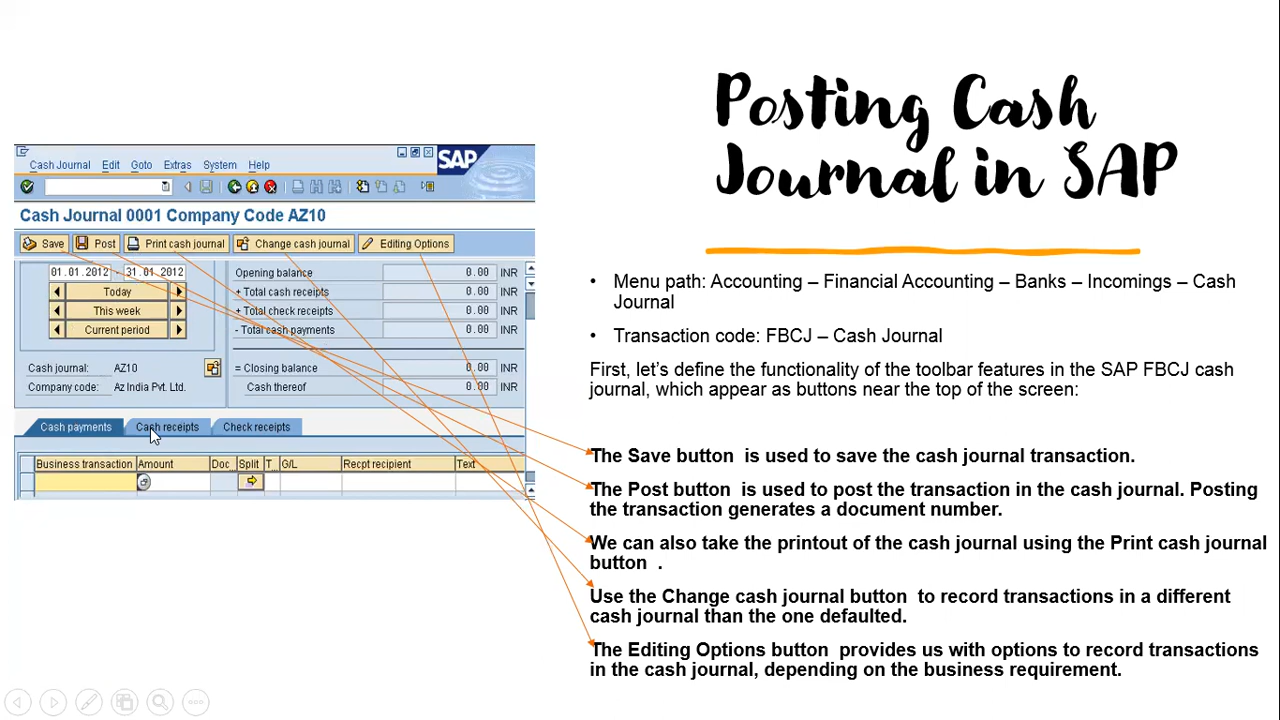 Posting Cash
Journal in SAP
Cash Journal Edit Goto Extras System Help
SAP
Cash Journal 0001 Company Code AZ10
Save Post Print cash journal Change cash journal Editing Options
01.01.2012 - 31.01.2012
Today
This week
Current period
Opening balance 0.00 INR
+ Total cash receipts 0.00 INR
+ Total check receipts 0.00 INR
- Total cash payments 0.00 INR
= Closing balance 0.00 INR
Cash thereof 0.00 INR
Cash journal: AZ10
Company code: Az India Pvt. Ltd.
Cash payments Cash receipts Check receipts
Business transaction Amount Doc Split T... G/L Recpt recipient Text
• Menu path: Accounting – Financial Accounting – Banks – Incomings – Cash
Journal
• Transaction code: FBCJ – Cash Journal
First, let’s define the functionality of the toolbar features in the SAP FBCJ cash
journal, which appear as buttons near the top of the screen:
The Save button is used to save the cash journal transaction.
The Post button is used to post the transaction in the cash journal. Posting
the transaction generates a document number.
We can also take the printout of the cash journal using the Print cash journal
button .
Use the Change cash journal button to record transactions in a different
cash journal than the one defaulted.
The Editing Options button provides us with options to record transactions
in the cash journal, depending on the business requirement.